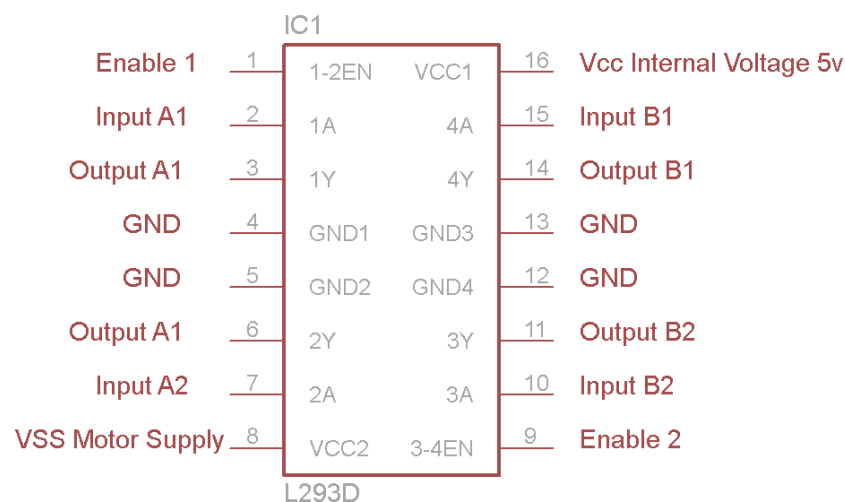 IC1
Enable 1 1 1-2EN VCC1 16 Vcc Internal Voltage 5v
Input A1 2 1A 4A 15 Input B1
Output A1 3 1Y 4Y 14 Output B1
GND 4 GND1 GND3 13 GND
GND 5 GND2 GND4 12 GND
Output A1 6 2Y 3Y 11 Output B2
Input A2 7 2A 3A 10 Input B2
VSS Motor Supply 8 VCC2 3-4EN 9 Enable 2
L293D